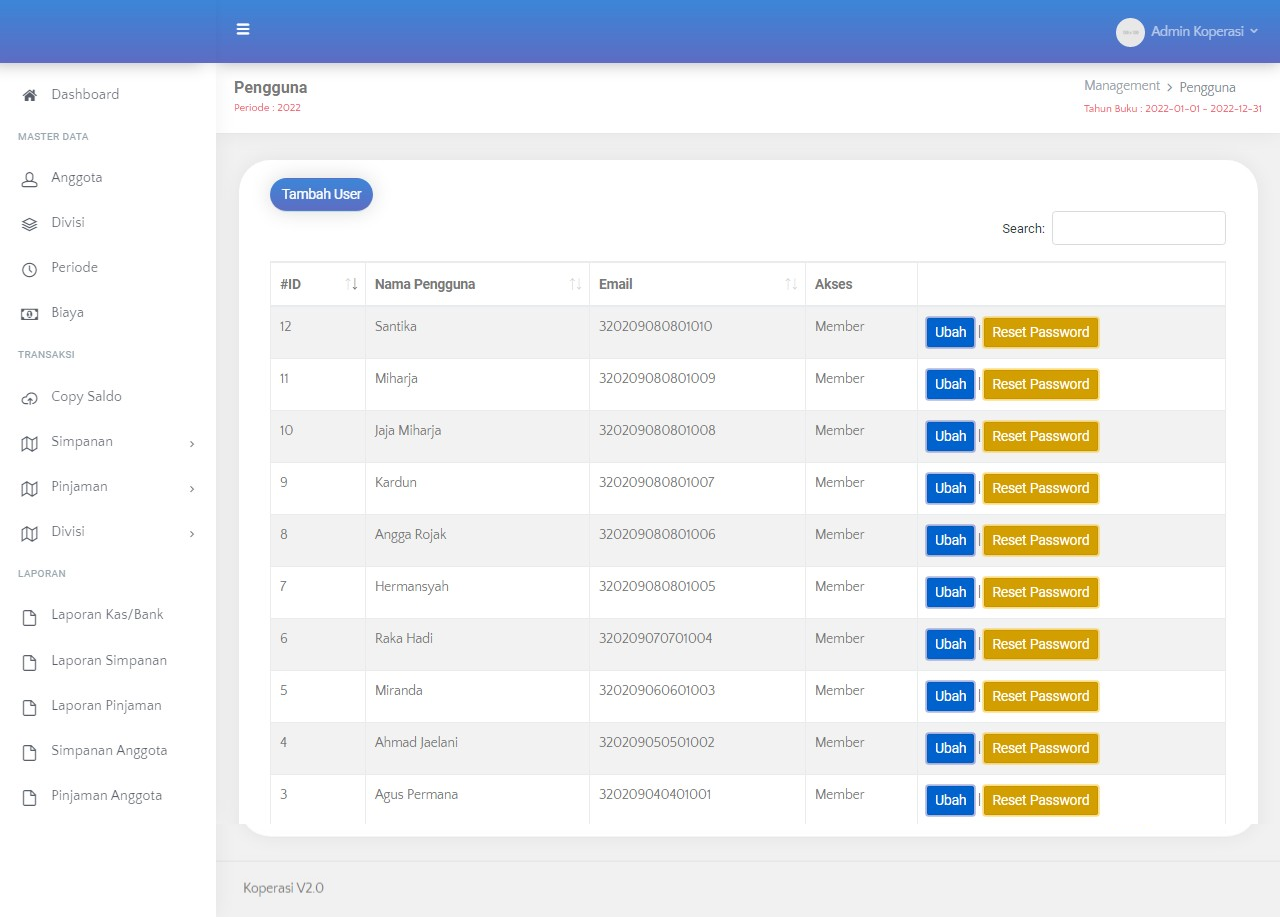 Admin Koperasi
Dashboard
MASTER DATA
Anggota
Divisi
Periode
Biaya
TRANSAKSI
Copy Saldo
Simpanan
Pinjaman
Divisi
LAPORAN
Laporan Kas/Bank
Laporan Simpanan
Laporan Pinjaman
Simpanan Anggota
Pinjaman Anggota
Pengguna
Periode : 2022
Management > Pengguna
Tahun Buku : 2022-01-01 - 2022-12-31
Tambah User
Search:
#ID Nama Pengguna Email Akses
12 Santika 320209080801010 Member Ubah | Reset Password
11 Miharja 320209080801009 Member Ubah | Reset Password
10 Jaja Miharja 320209080801008 Member Ubah | Reset Password
9 Kardun 320209080801007 Member Ubah | Reset Password
8 Angga Rojak 320209080801006 Member Ubah | Reset Password
7 Hermansyah 320209080801005 Member Ubah | Reset Password
6 Raka Hadi 320209070701004 Member Ubah | Reset Password
5 Miranda 320209060601003 Member Ubah | Reset Password
4 Ahmad Jaelani 320209050501002 Member Ubah | Reset Password
3 Agus Permana 320209040401001 Member Ubah | Reset Password
Koperasi V2.0